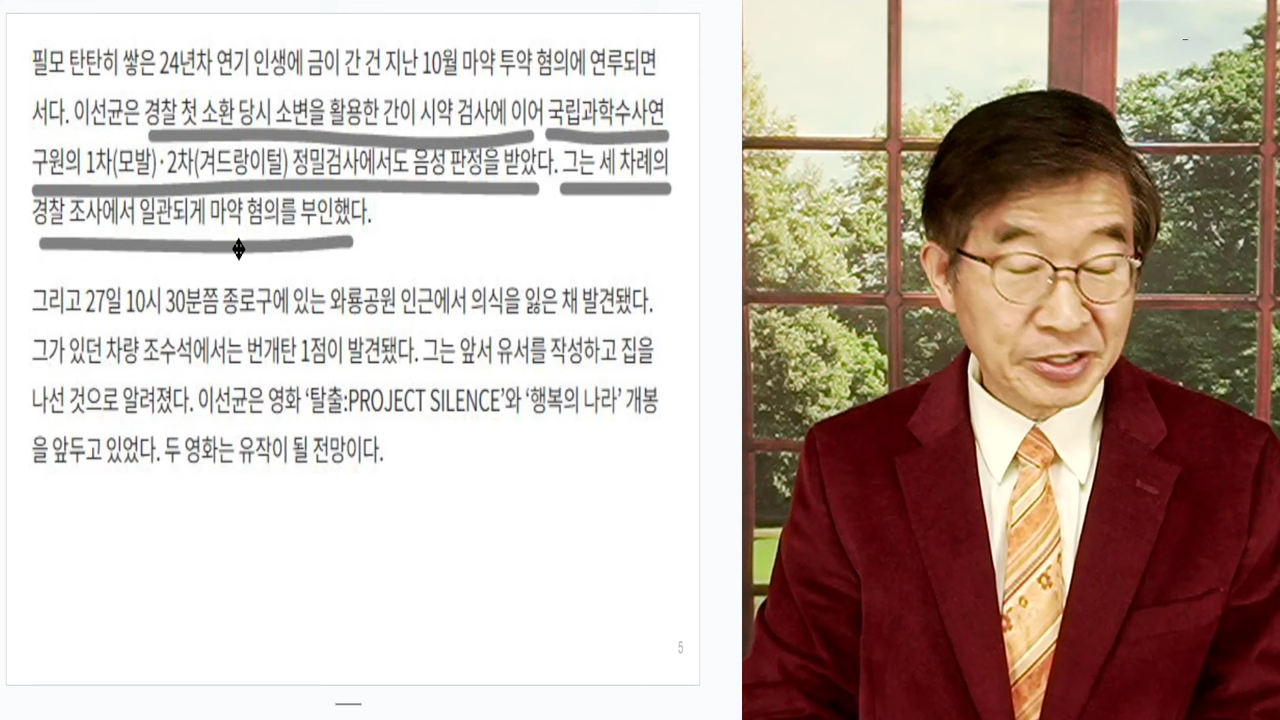 필모 탄탄히 쌓은 24년차 연기 인생에 금이 간 건 지난 10월 마약 투약 혐의에 연루되면
서다. 이선균은 경찰 첫 소환 당시 소변을 활용한 간이 시약 검사에 이어 국립과학수사연
구원의 1차(모발)·2차(겨드랑이털) 정밀검사에서도 음성 판정을 받았다. 그는 세 차례의
경찰 조사에서 일관되게 마약 혐의를 부인했다.
그리고 27일 10시 30분쯤 종로구에 있는 와룡공원 인근에서 의식을 잃은 채 발견됐다.
그가 있던 차량 조수석에서는 번개탄 1점이 발견됐다. 그는 앞서 유서를 작성하고 집을
나선 것으로 알려졌다. 이선균은 영화 ‘탈출:PROJECT SILENCE’와 ‘행복의 나라’ 개봉
을 앞두고 있었다. 두 영화는 유작이 될 전망이다.
5